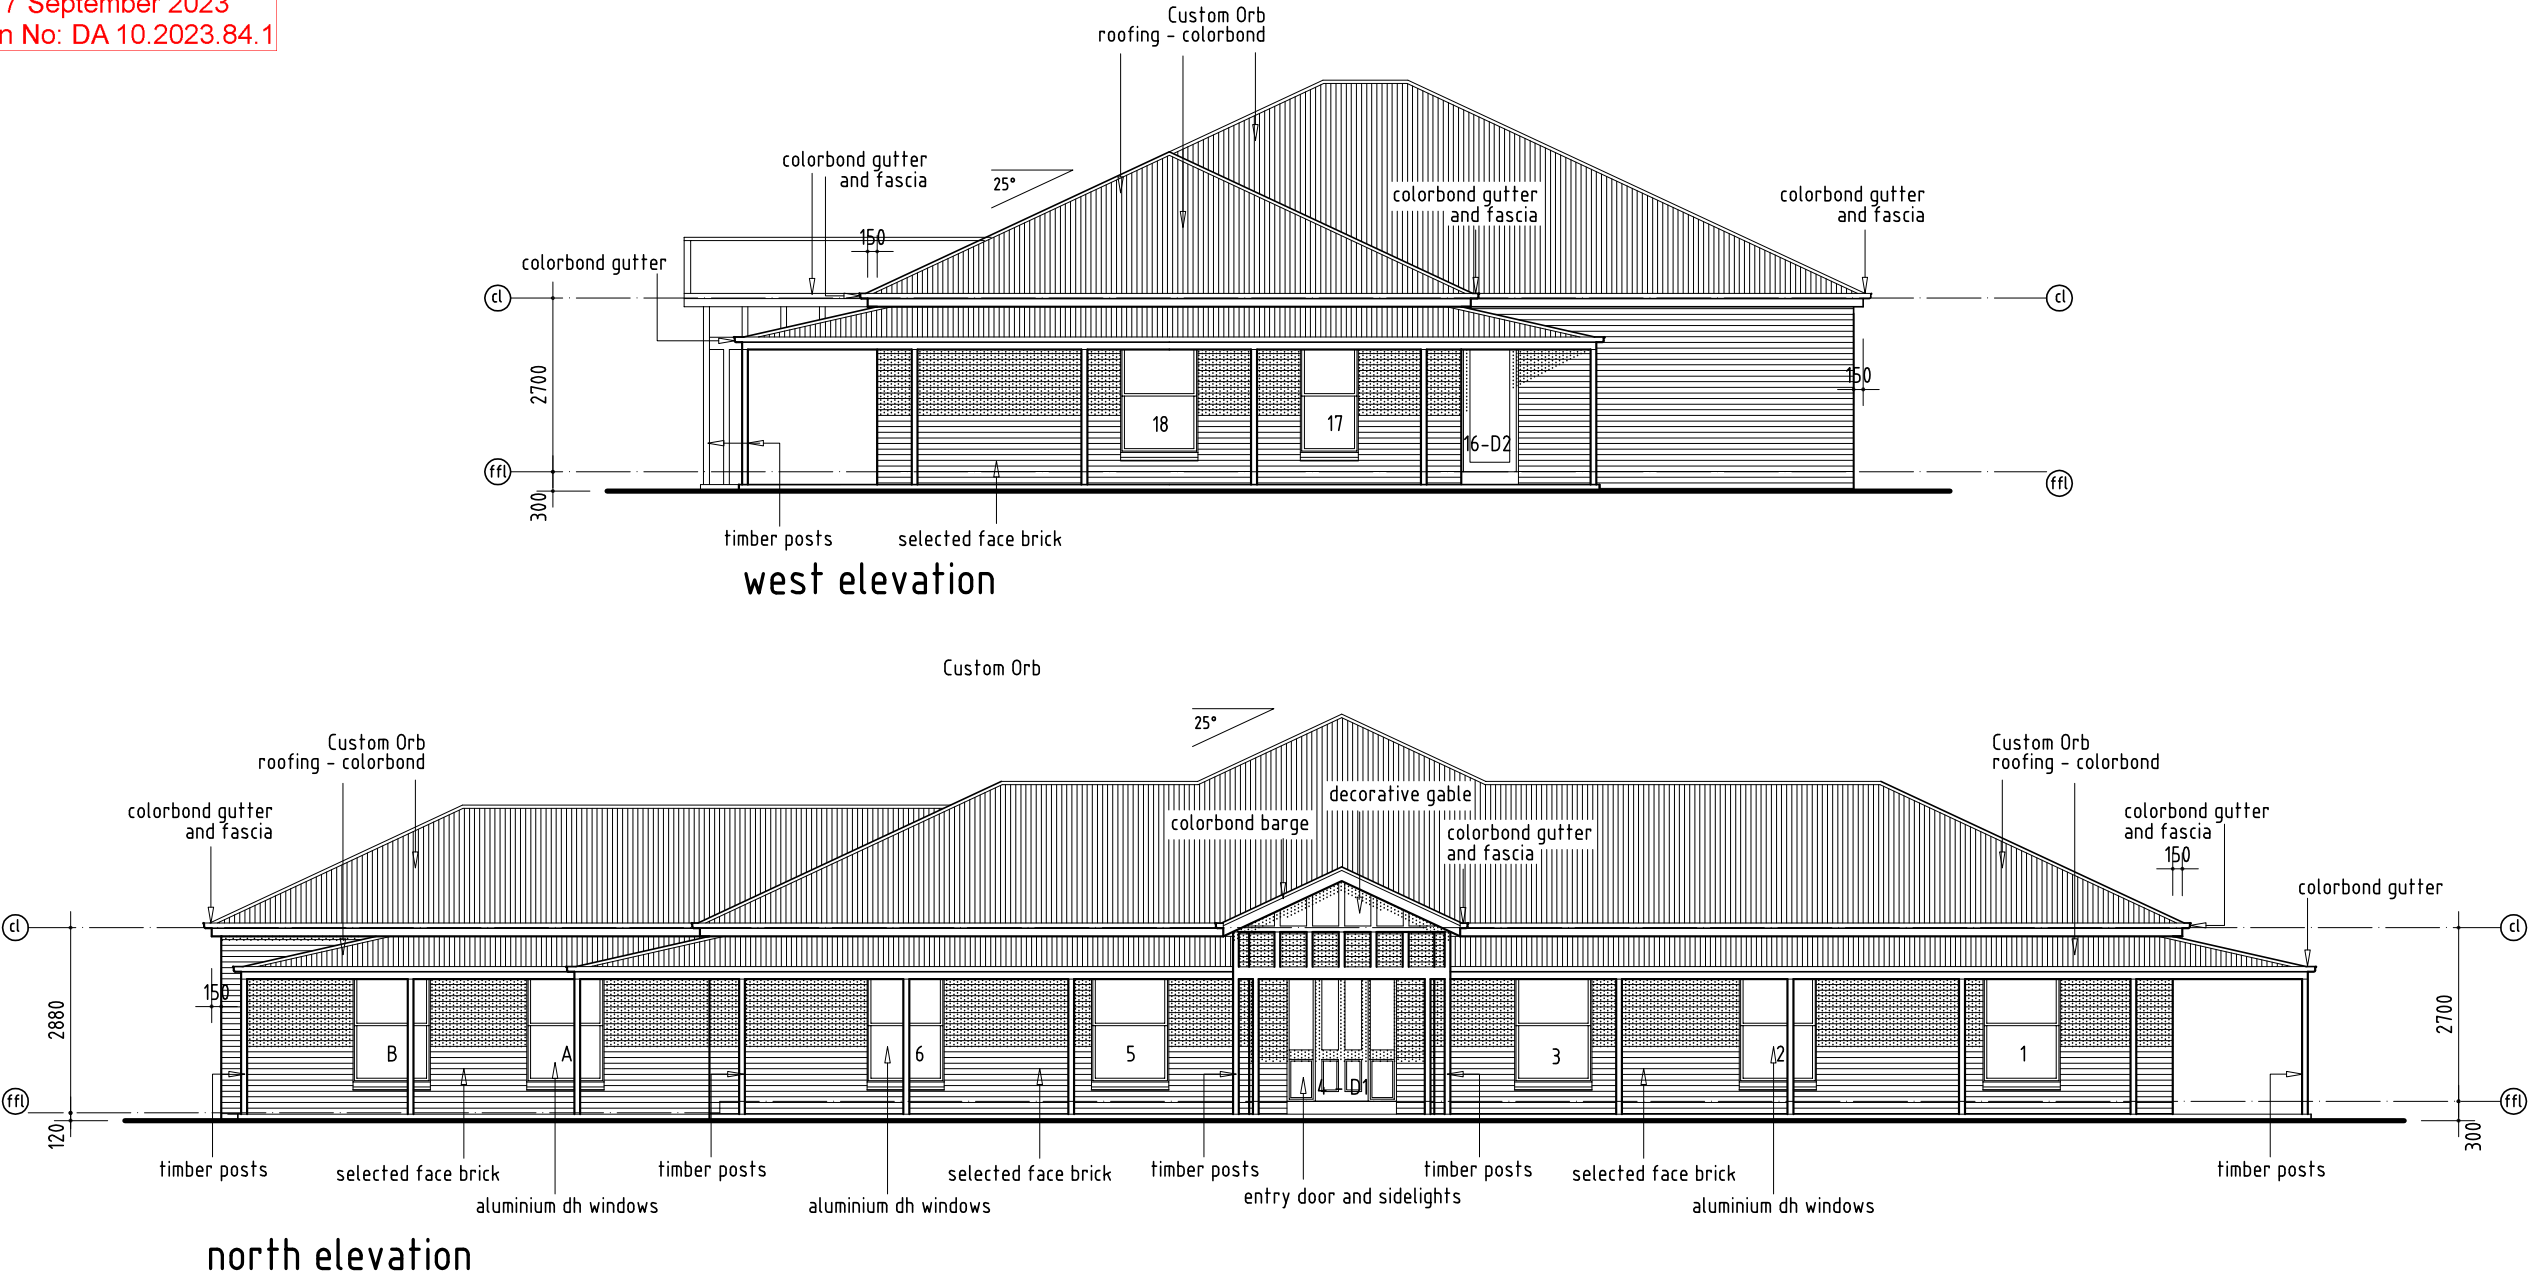 7 September 2023
n No: DA 10.2023.84.1
Custom Orb
roofing - colorbond
colorbond gutter
and fascia
25°
colorbond gutter
and fascia
colorbond gutter
and fascia
150
colorbond gutter
cl
cl
2700
150
18
17
16-D2
ffl
ffl
300
timber posts
selected face brick
west elevation
Custom Orb
25°
Custom Orb
roofing - colorbond
Custom Orb
roofing - colorbond
colorbond gutter
and fascia
decorative gable
colorbond barge
colorbond gutter
and fascia
colorbond gutter
and fascia
150
colorbond gutter
cl
cl
150
2880
2700
B
A
6
5
4 - D1
3
2
1
ffl
ffl
120
300
timber posts
selected face brick
timber posts
selected face brick
timber posts
timber posts
selected face brick
timber posts
aluminium dh windows
aluminium dh windows
entry door and sidelights
aluminium dh windows
north elevation